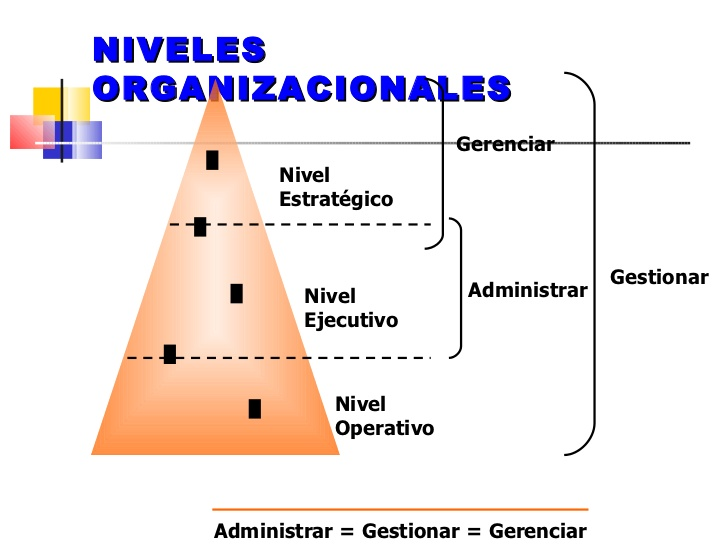 NIVELES
ORGANIZACIONALES
Gerenciar
Nivel
Estratégico
Gestionar
Administrar
Nivel
Ejecutivo
Nivel
Operativo
Administrar = Gestionar = Gerenciar